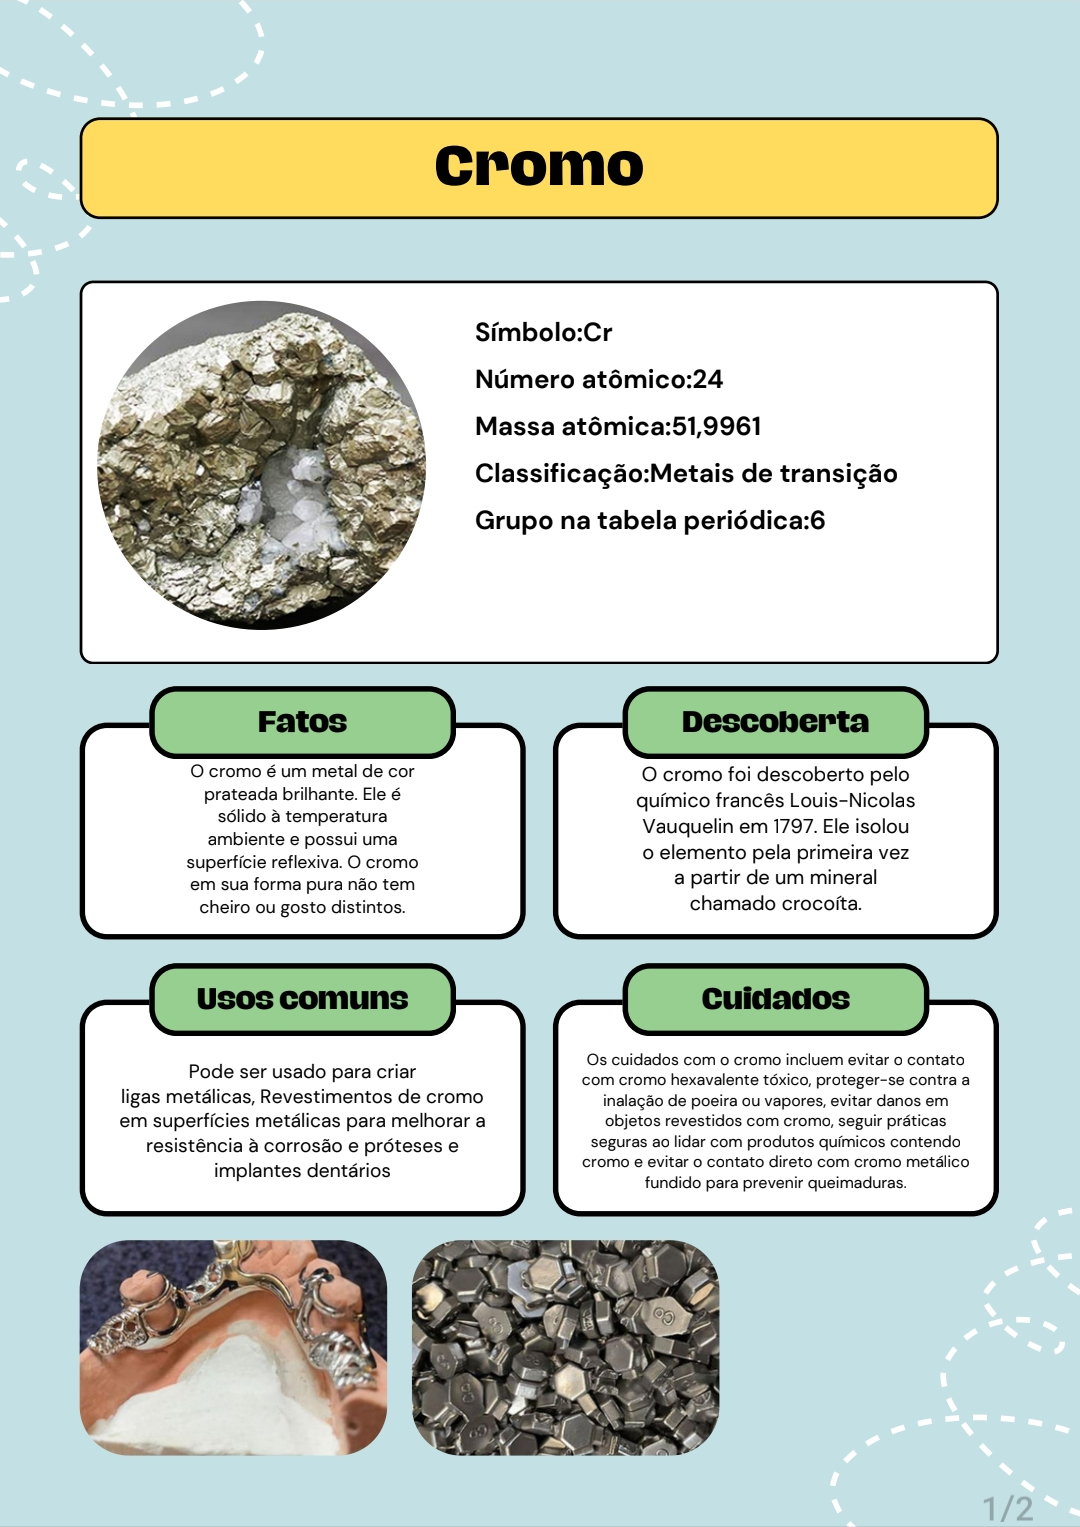 Cromo
Símbolo:Cr
Número atômico:24
Massa atômica:51,9961
Classificação:Metais de transição
Grupo na tabela periódica:6
Fatos
O cromo é um metal de cor
prateada brilhante. Ele é
sólido à temperatura
ambiente e possui uma
superfície reflexiva. O cromo
em sua forma pura não tem
cheiro ou gosto distintos.
Descoberta
O cromo foi descoberto pelo
químico francês Louis-Nicolas
Vauquelin em 1797. Ele isolou
o elemento pela primeira vez
a partir de um mineral
chamado crocoíta.
Usos comuns
Pode ser usado para criar
ligas metálicas, Revestimentos de cromo
em superfícies metálicas para melhorar a
resistência à corrosão e próteses e
implantes dentários
Cuidados
Os cuidados com o cromo incluem evitar o contato
com cromo hexavalente tóxico, proteger-se contra a
inalação de poeira ou vapores, evitar danos em
objetos revestidos com cromo, seguir práticas
seguras ao lidar com produtos químicos contendo
cromo e evitar o contato direto com cromo metálico
fundido para prevenir queimaduras.
1/2